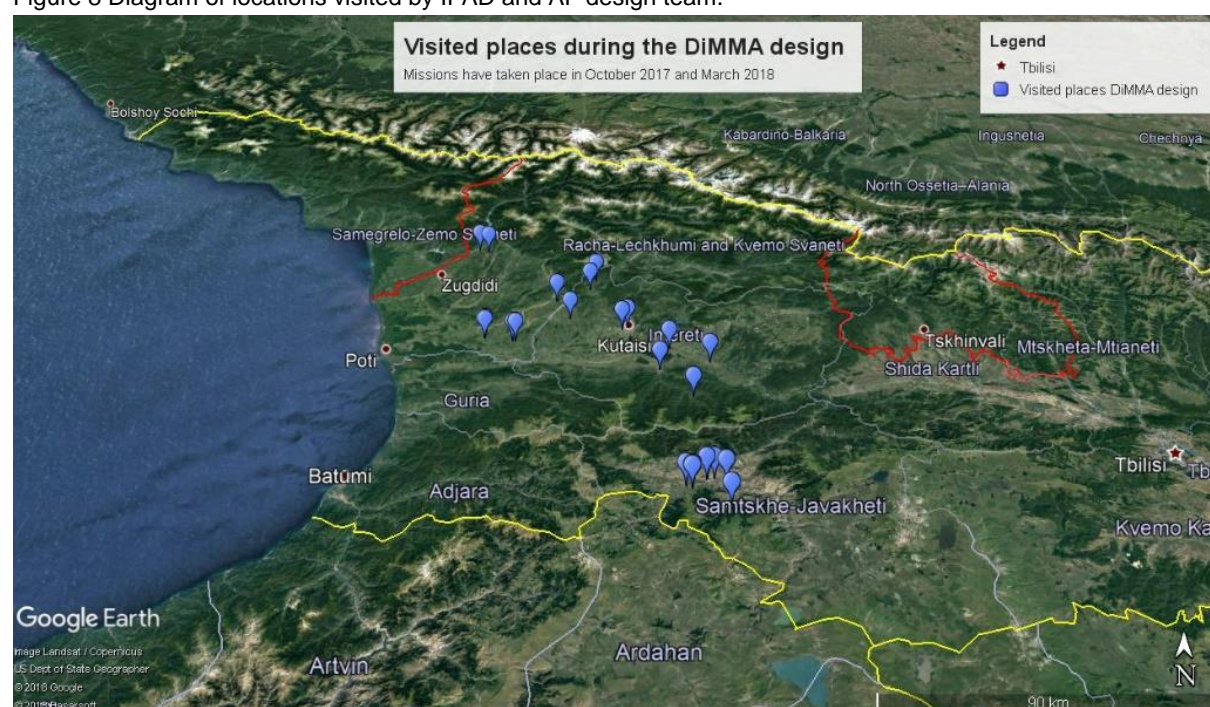 Figure 8 Diagram of locations visited by IFAD and AF design team.
Visited places during the DiMMA design
Missions have taken place in October 2017 and March 2018
Legend
Tbilisi
Visited places DiMMA design
Bolshoy Sochi
Kabardino-Balkaria
Ingushetia
Chechnya
North Ossetia–Alania
Samegrelo-Zemo Svaneti
Racha-Lechkhumi and Kvemo Svaneti
Zugdidi
Kutaisi
Imereti
Tskhinvali
Mtskheta-Mtianeti
Shida Kartli
Poti
Guria
Batumi
Adjara
Samtskhe-Javakheti
Tbilisi
Tb
Kvemo Ka
Google Earth
Image Landsat / Copernicus
US Dept of State Geographer
© 2018 Google
© 2018 Basarsoft
Artvin
Ardahan
N
90 km